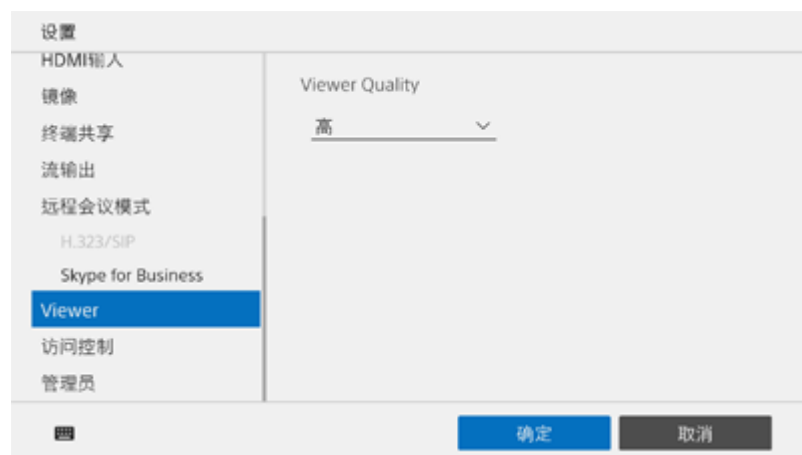 设置
HDMI输入
镜像
终端共享
流输出
远程会议模式
H.323/SIP
Skype for Business
Viewer
访问控制
管理员
Viewer Quality
高
确定
取消